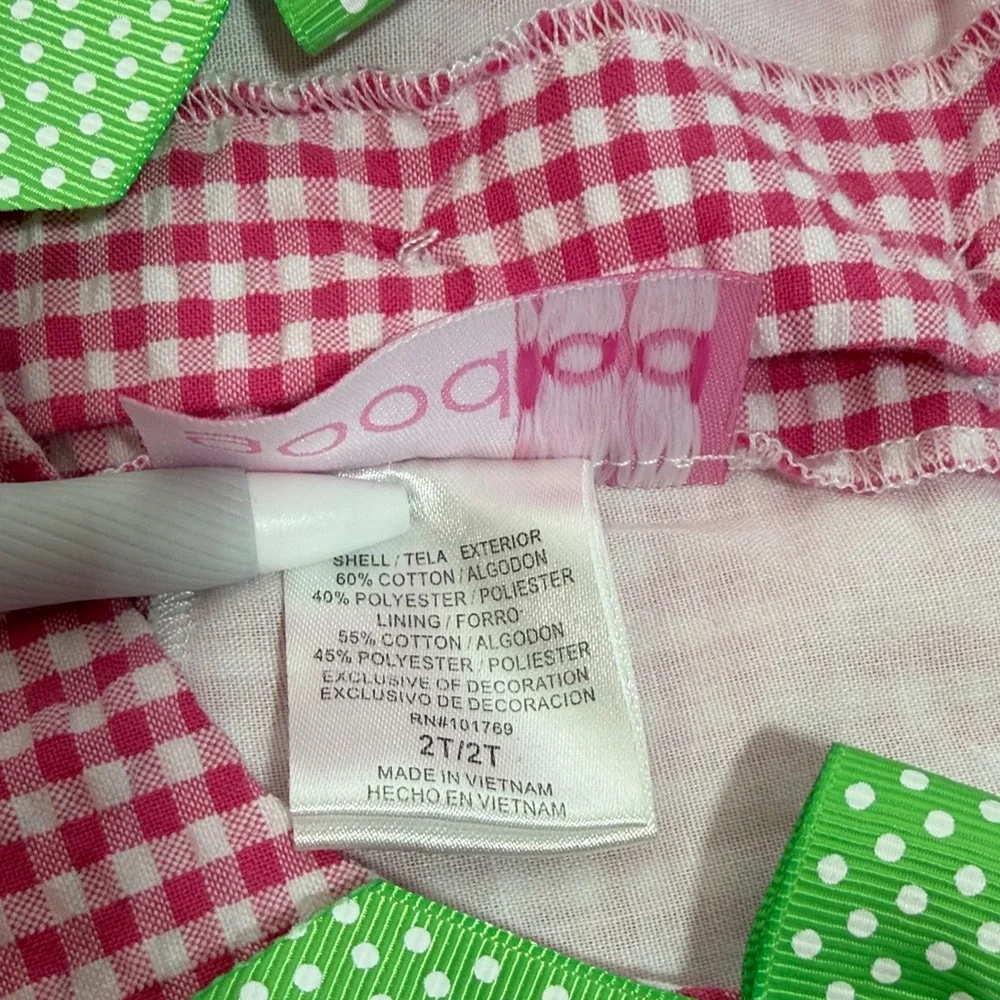 SHELL / TELA EXTERIOR
60% COTTON / ALGODON
40% POLYESTER / POLIESTER
LINING / FORRO
55% COTTON / ALGODON
45% POLYESTER / POLIESTER
EXCLUSIVE OF DECORATION
EXCLUSIVO DE DECORACION
RN#101769
2T/2T
MADE IN VIETNAM
HECHO EN VIETNAM